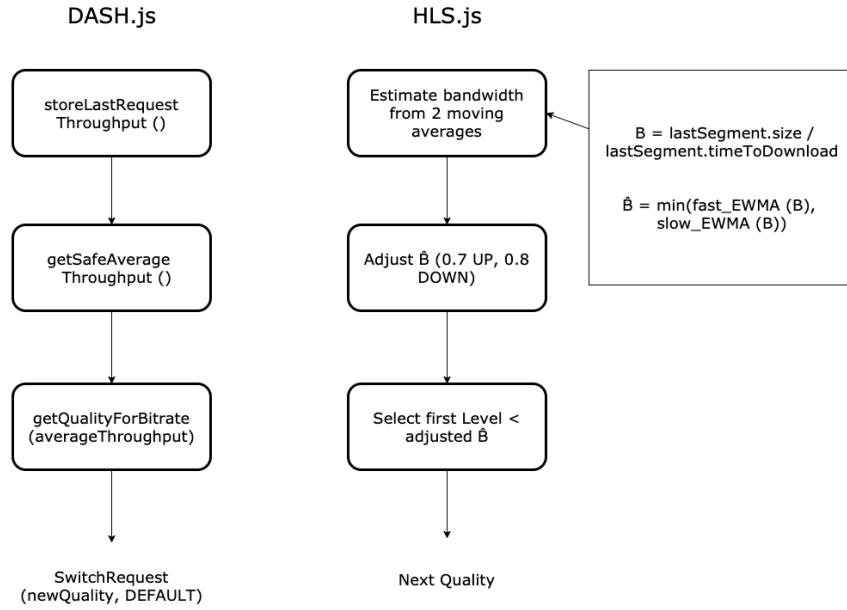 DASH.js
storeLastRequest
Throughput ()
getSafeAverage
Throughput ()
getQualityForBitrate
(averageThroughput)
SwitchRequest
(newQuality, DEFAULT)
HLS.js
Estimate bandwidth
from 2 moving
averages
Adjust B̂ (0.7 UP, 0.8
DOWN)
Select first Level <
adjusted B̂
Next Quality
B = lastSegment.size /
lastSegment.timeToDownload
B̂ = min(fast_EWMA (B),
slow_EWMA (B))